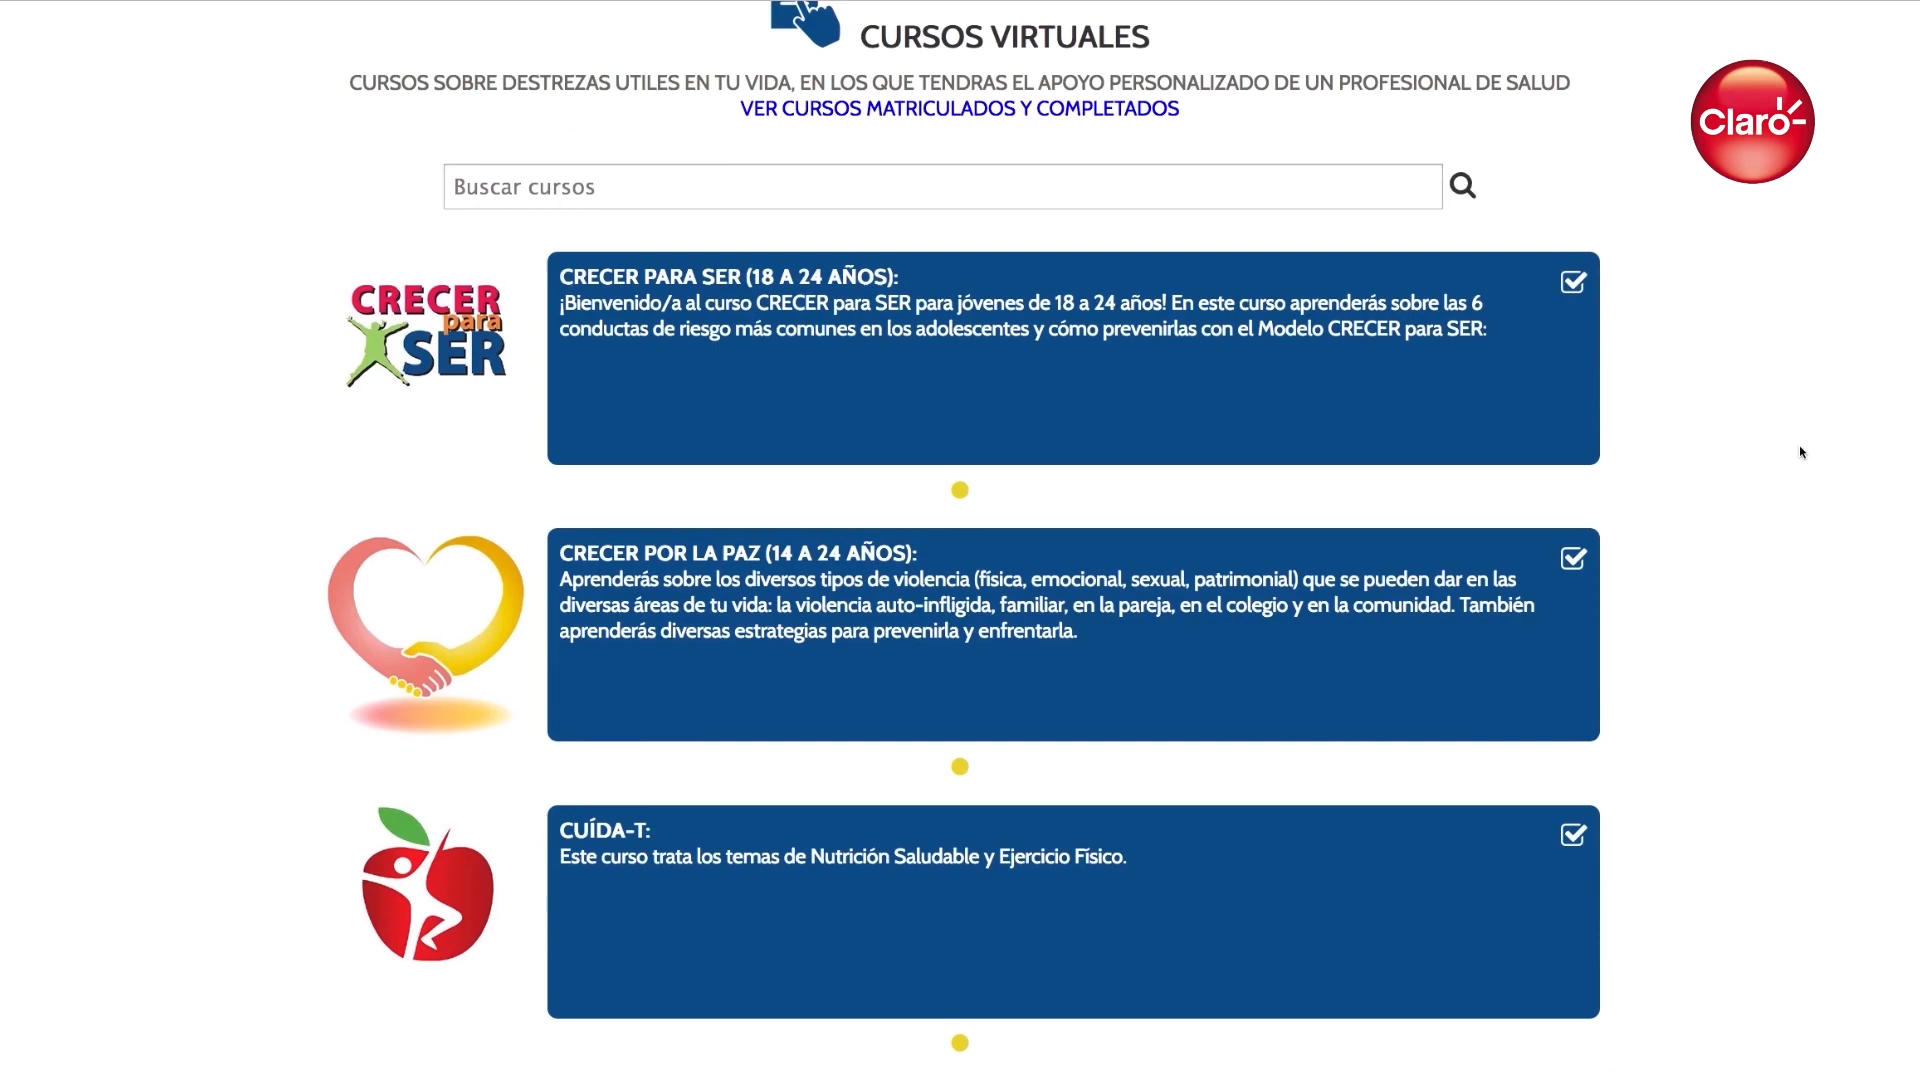 CURSOS VIRTUALES
CURSOS SOBRE DESTREZAS UTILES EN TU VIDA, EN LOS QUE TENDRAS EL APOYO PERSONALIZADO DE UN PROFESIONAL DE SALUD
VER CURSOS MATRICULADOS Y COMPLETADOS
Claro
Buscar cursos
CRECER
para
SER
CRECER PARA SER (18 A 24 AÑOS):
¡Bienvenido/a al curso CRECER para SER para jóvenes de 18 a 24 años! En este curso aprenderás sobre las 6
conductas de riesgo más comunes en los adolescentes y cómo prevenirlas con el Modelo CRECER para SER:
CRECER POR LA PAZ (14 A 24 AÑOS):
Aprenderás sobre los diversos tipos de violencia (física, emocional, sexual, patrimonial) que se pueden dar en las
diversas áreas de tu vida: la violencia auto-infligida, familiar, en la pareja, en el colegio y en la comunidad. También
aprenderás diversas estrategias para prevenirla y enfrentarla.
CUÍDA-T:
Este curso trata los temas de Nutrición Saludable y Ejercicio Físico.